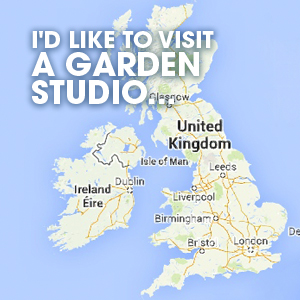 I'D LIKE TO VISIT
A GARDEN
STUDIO...
Glasgow
United
Kingdom
Isle of Man
Leeds
Ireland
Éire
Dublin
Liverpool
Birmingham
Bristo
London
De